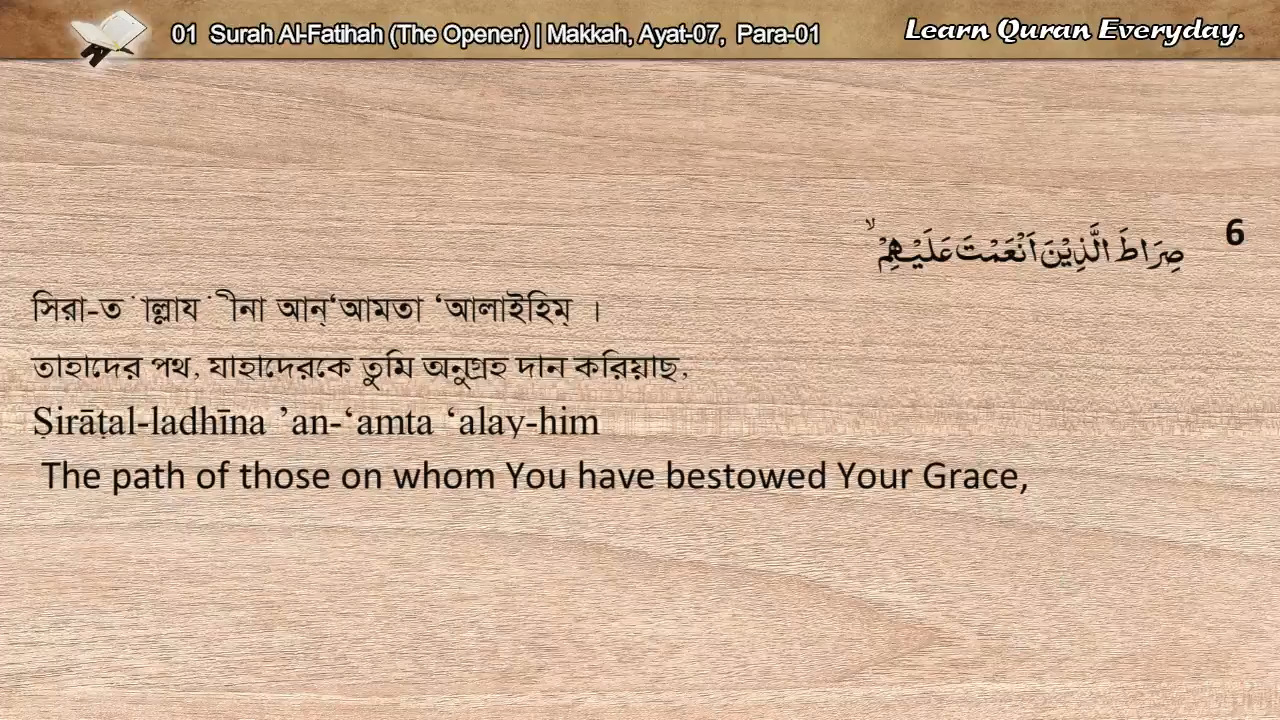 01 Surah Al-Fatihah (The Opener) | Makkah, Ayat-07, Para-01
Learn Quran Everyday.
صِرَاطَ الَّذِيْنَ اَنْعَمْتَ عَلَيْهِمْ ۙ 6
সিরা-ত ়াল্লায ়ীনা আন্‘আমতা ‘আলাইহিম্ ।
তাহাদের পথ, যাহাদেরকে তুমি অনুগ্রহ দান করিয়াছ,
Ṣirāṭal-ladhīna ’an-‘amta ‘alay-him
The path of those on whom You have bestowed Your Grace,